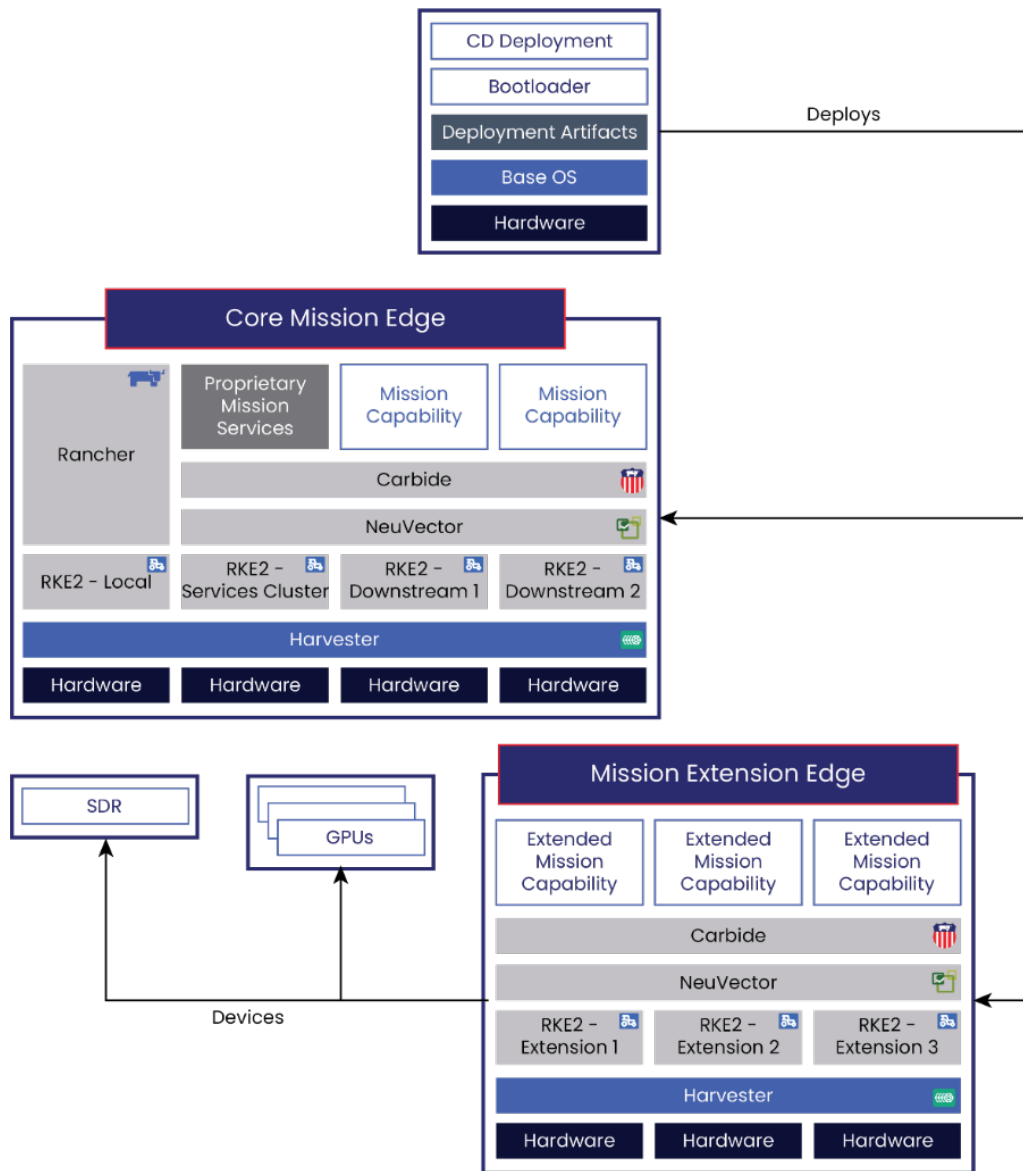 CD Deployment
Bootloader
Deployment Artifacts
Base OS
Hardware
Deploys
Core Mission Edge
Rancher
Proprietary
Mission
Services
Mission
Capability
Mission
Capability
Carbide
NeuVector
RKE2 - Local
RKE2 -
Services Cluster
RKE2 -
Downstream 1
RKE2 -
Downstream 2
Harvester
Hardware
Hardware
Hardware
Hardware
SDR
GPUs
Devices
Mission Extension Edge
Extended
Mission
Capability
Extended
Mission
Capability
Extended
Mission
Capability
Carbide
NeuVector
RKE2 -
Extension 1
RKE2 -
Extension 2
RKE2 -
Extension 3
Harvester
Hardware
Hardware
Hardware